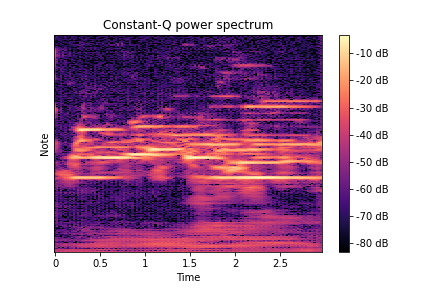 Constant-Q power spectrum
Note
-10 dB
-20 dB
-30 dB
-40 dB
-50 dB
-60 dB
-70 dB
-80 dB
0 0.5 1 1.5 2 2.5
Time